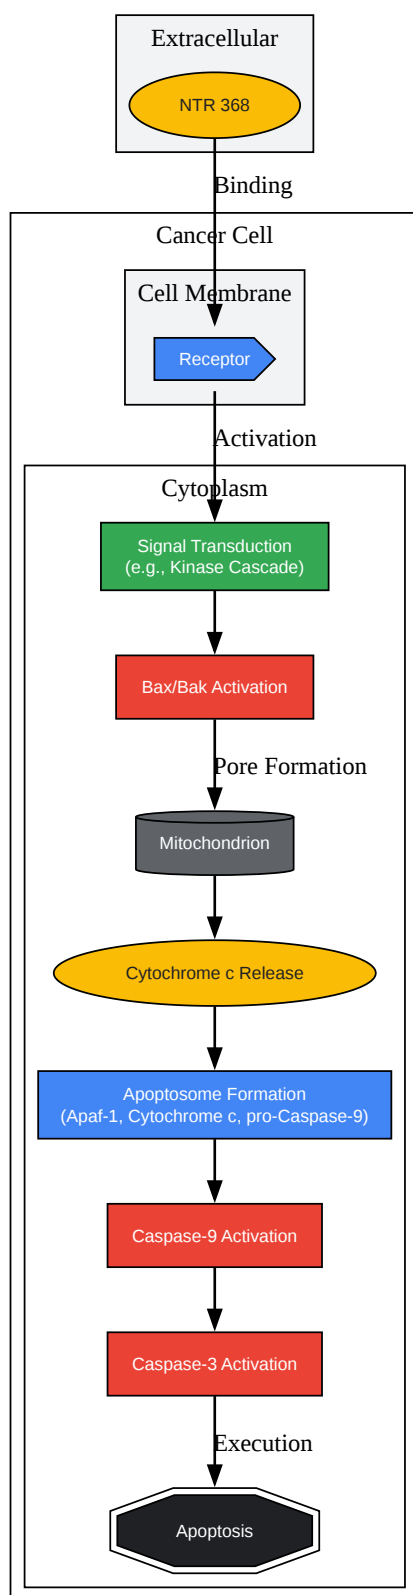 Extracellular
NTR 368
Binding
Cancer Cell
Cell Membrane
Receptor
Activation
Cytoplasm
Signal Transduction
(e.g., Kinase Cascade)
Bax/Bak Activation
Pore Formation
Mitochondrion
Cytochrome c Release
Apoptosome Formation
(Apaf-1, Cytochrome c, pro-Caspase-9)
Caspase-9 Activation
Caspase-3 Activation
Execution
Apoptosis